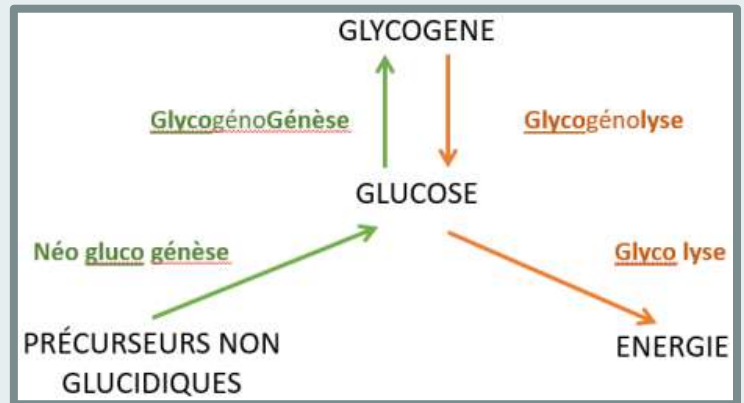 GLYCOGENE
GlycogénoGénèse
Glycogénolyse
GLUCOSE
Néo gluco génèse
Glyco lyse
PRÉCURSEURS NON
GLUCIDIQUES
ENERGIE